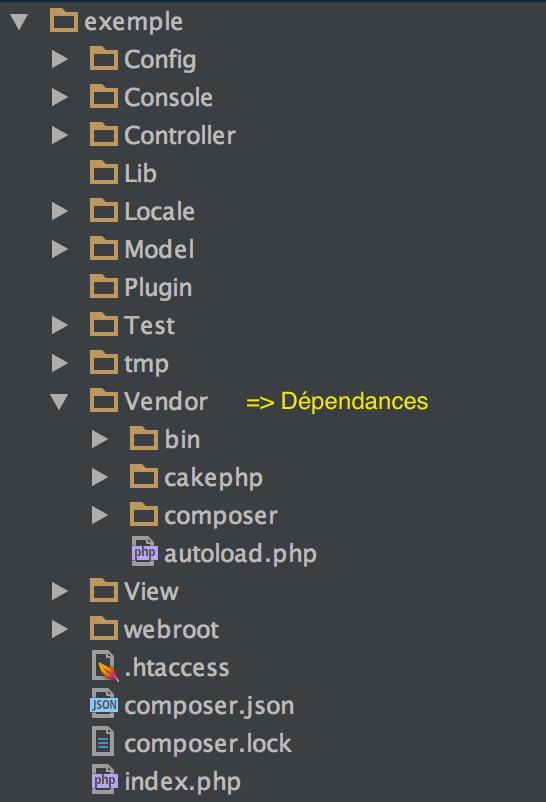 exemple
Config
Console
Controller
Lib
Locale
Model
Plugin
Test
tmp
Vendor => Dépendances
bin
cakephp
composer
php autoload.php
View
webroot
.htaccess
JSON composer.json
composer.lock
php index.php